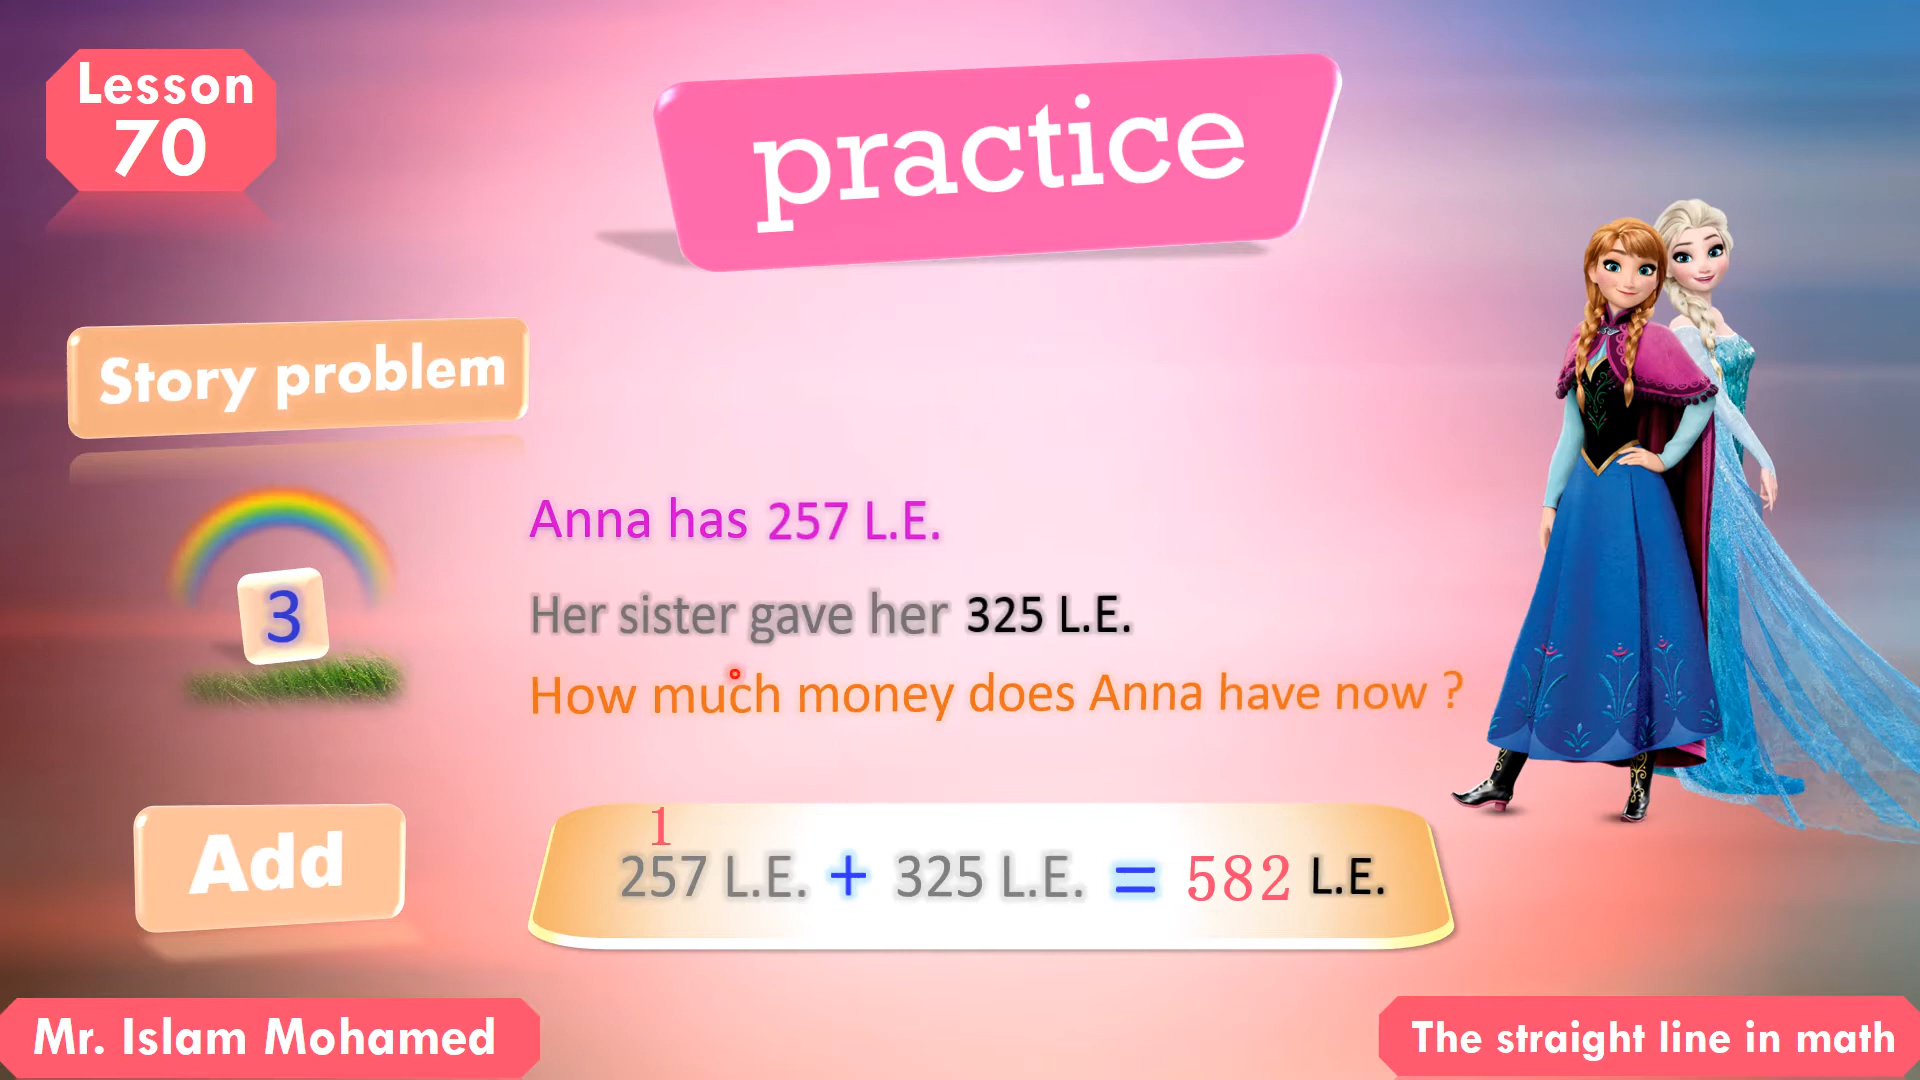 Lesson
70
practice
Story problem
3
Anna has 257 L.E.
Her sister gave her 325 L.E.
How much money does Anna have now ?
Add
1
257 L.E. + 325 L.E. = 582 L.E.
Mr. Islam Mohamed
The straight line in math